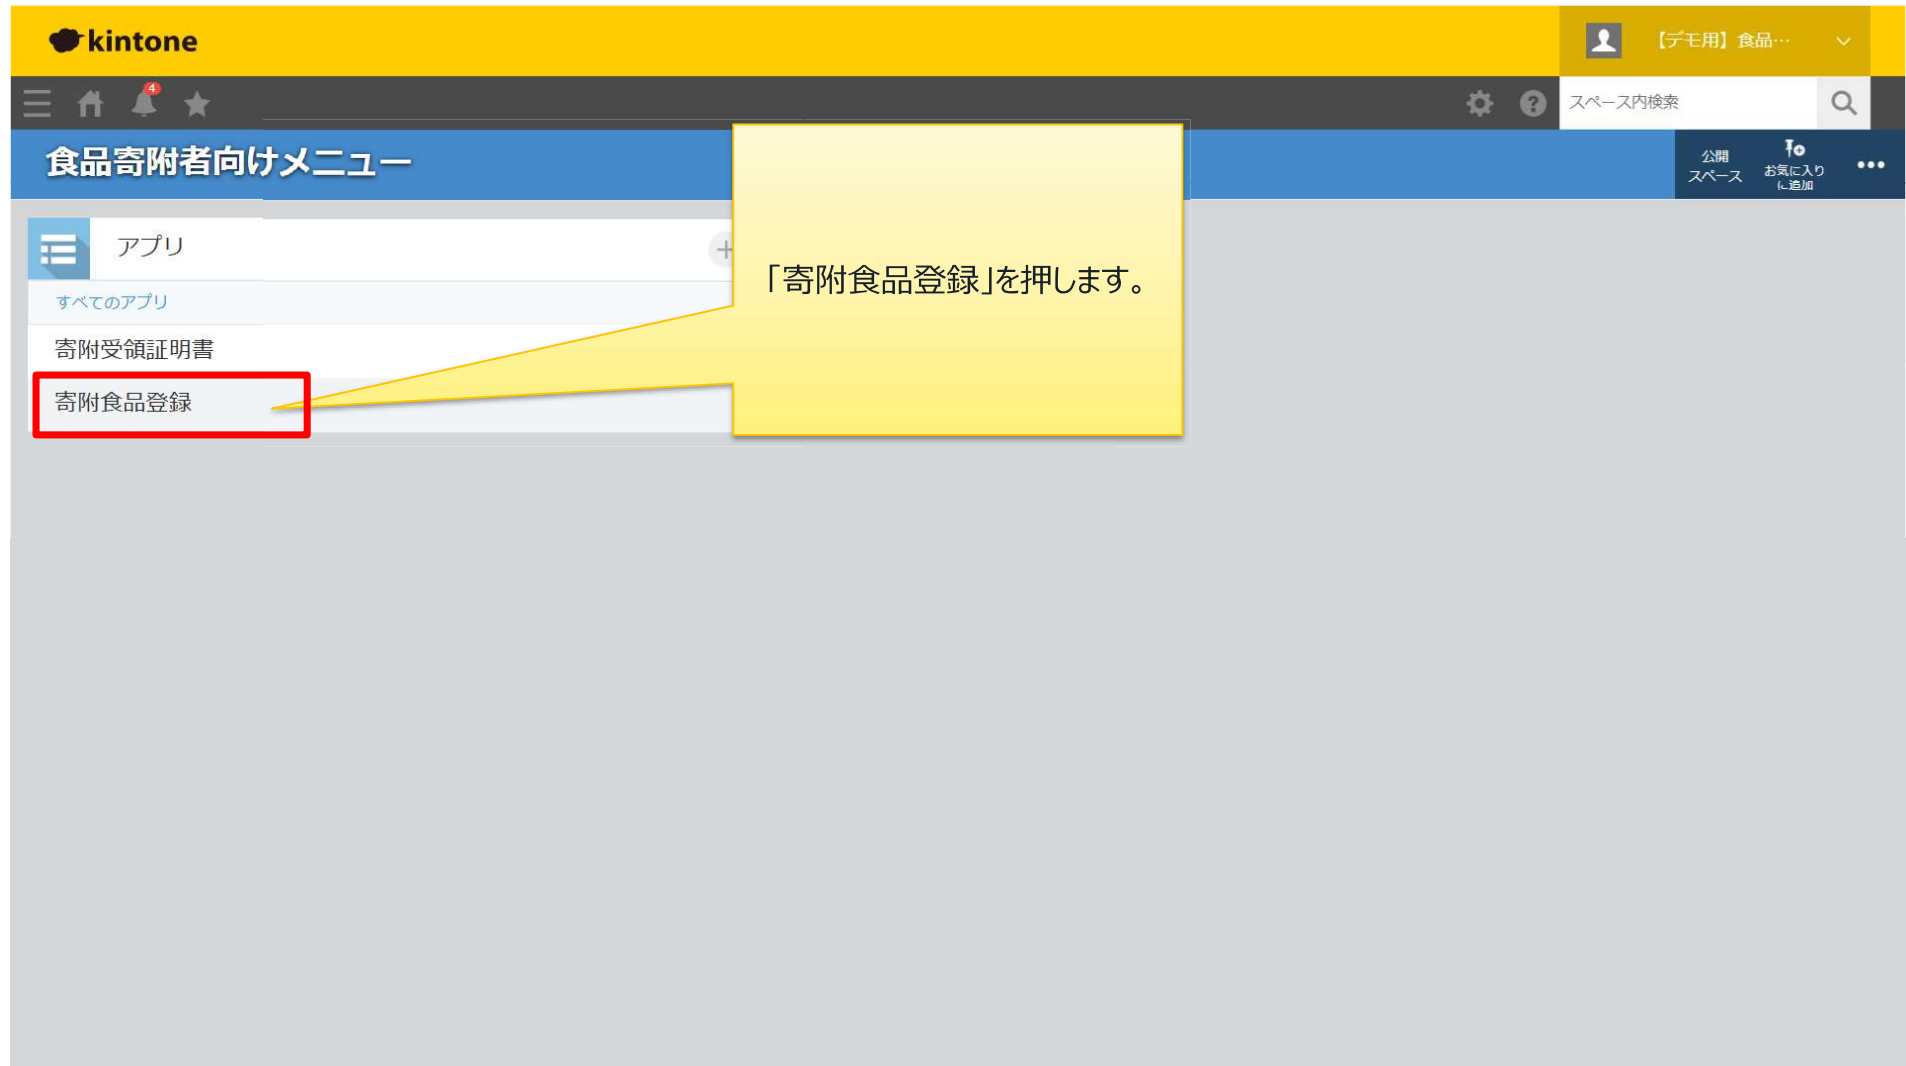 kintone
【デモ用】食品…
4
スペース内検索
食品寄附者向けメニュー
公開
スペース
お気に入り
に追加
アプリ
すべてのアプリ
寄附受領証明書
寄附食品登録
「寄附食品登録」を押します。